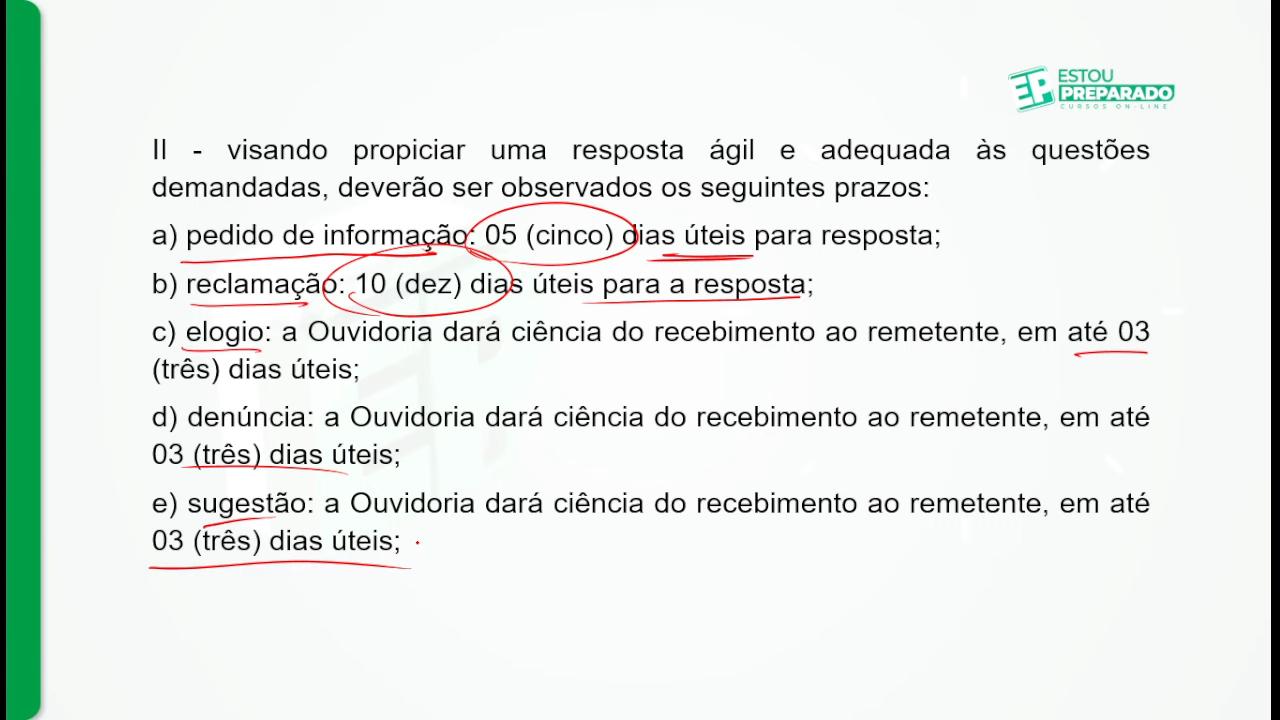 EP
ESTOU
PREPARADO
CURSOS ON-LINE
II - visando propiciar uma resposta ágil e adequada às questões
demandadas, deverão ser observados os seguintes prazos:
a) pedido de informação: 05 (cinco) dias úteis para resposta;
b) reclamação: 10 (dez) dias úteis para a resposta;
c) elogio: a Ouvidoria dará ciência do recebimento ao remetente, em até 03
(três) dias úteis;
d) denúncia: a Ouvidoria dará ciência do recebimento ao remetente, em até
03 (três) dias úteis;
e) sugestão: a Ouvidoria dará ciência do recebimento ao remetente, em até
03 (três) dias úteis;